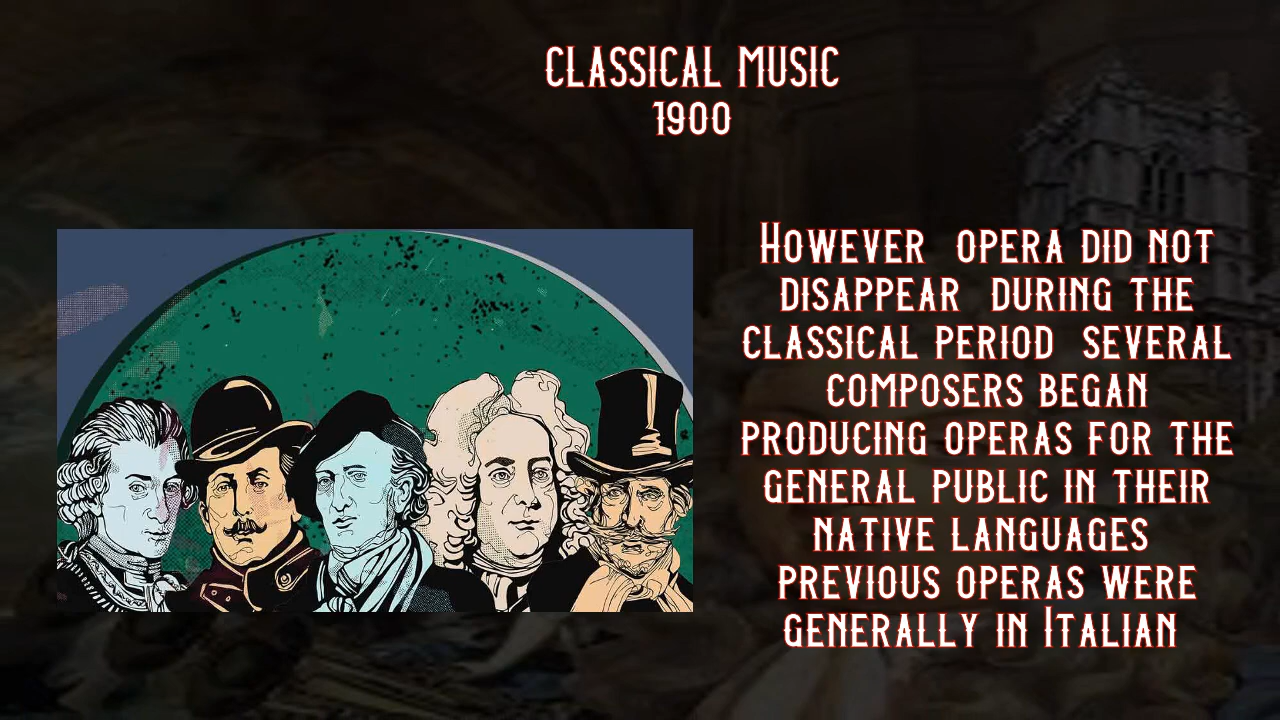 Classical Music
1900
However opera did not
disappear during the
classical period several
composers began
producing operas for the
general public in their
native languages
previous operas were
generally in Italian